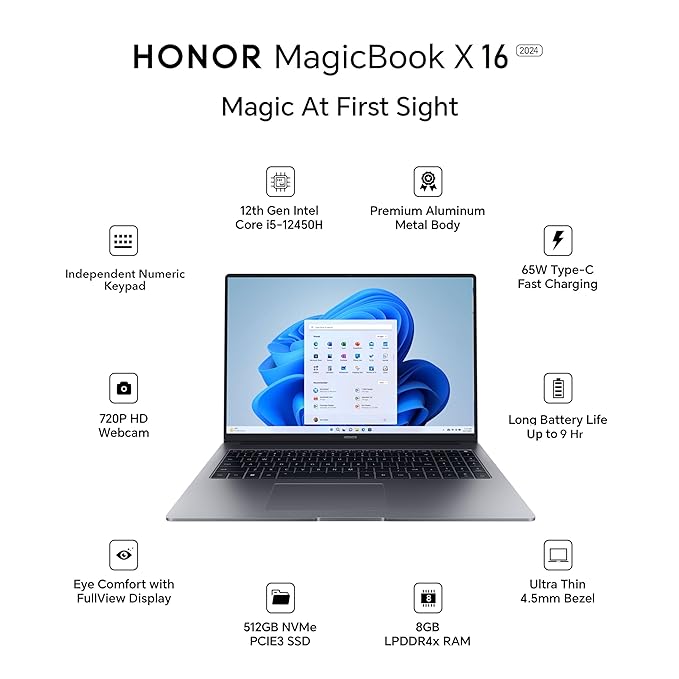 HONOR MagicBook X 16 2024
Magic At First Sight
12th Gen Intel
Core i5-12450H
Premium Aluminum
Metal Body
Independent Numeric
Keypad
65W Type-C
Fast Charging
720P HD
Webcam
Long Battery Life
Up to 9 Hr
HONOR
Eye Comfort with
FullView Display
512GB NVMe
PCIE3 SSD
8
8GB
LPDDR4x RAM
Ultra Thin
4.5mm Bezel